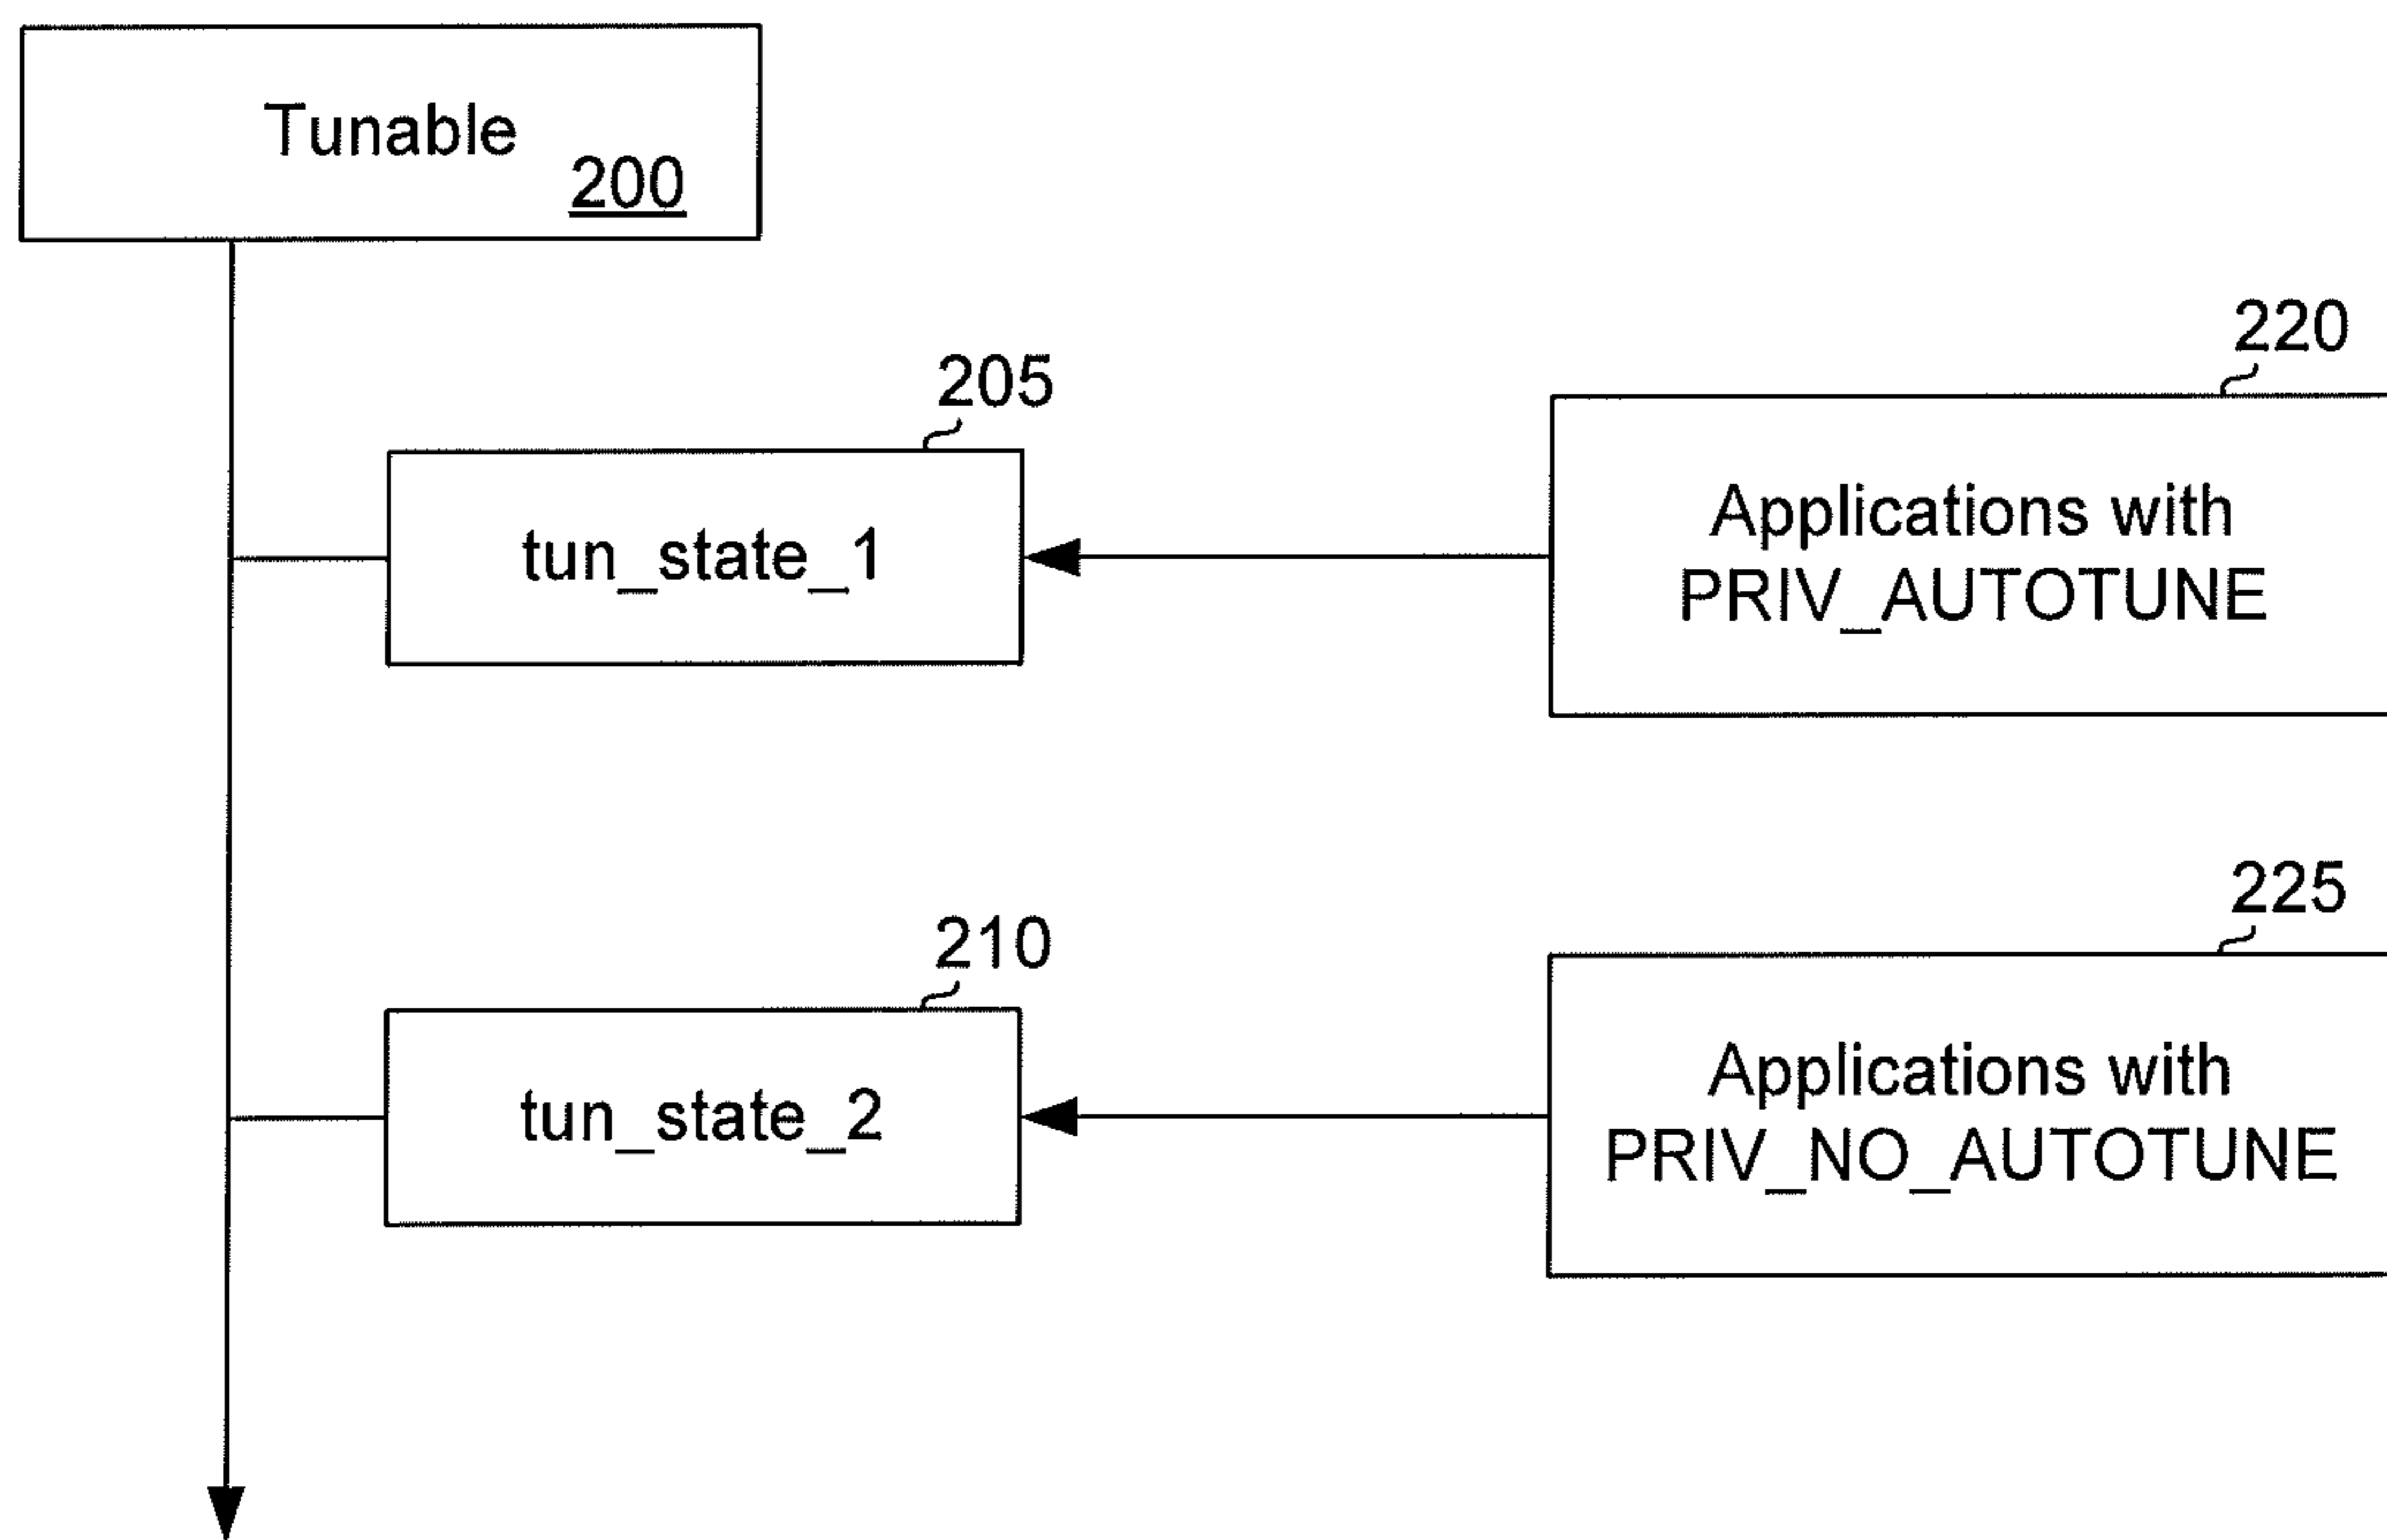 Tunable
200
220
205
Applications with
PRIV_AUTOTUNE
tun_state_1
225
210
Applications with
PRIV_NO_AUTOTUNE
tun_state_2